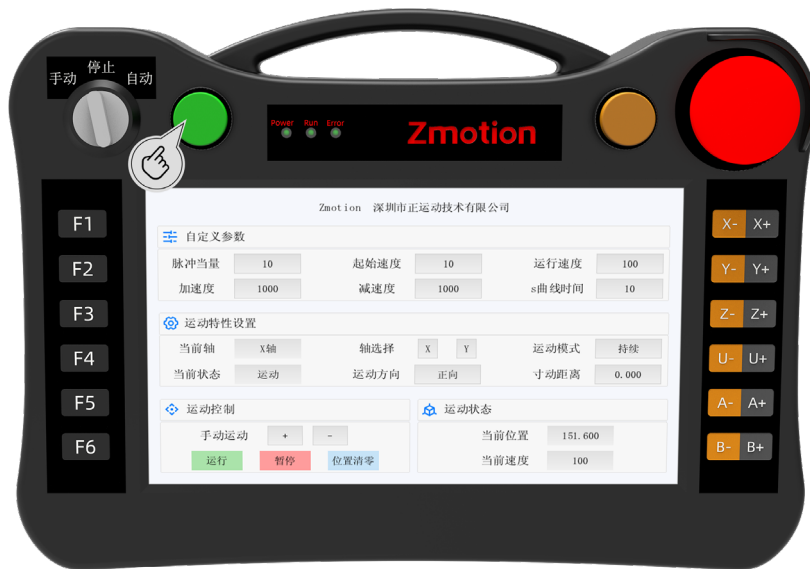 停止
手动 自动
Power Run Error
Zmotion
F1
F2
F3
F4
F5
F6
Zmotion 深圳市正运动技术有限公司
自定义参数
脉冲当量 10 起始速度 10 运行速度 100
加速度 1000 减速度 1000 s曲线时间 10
运动特性设置
当前轴 X轴 轴选择 X Y 运动模式 持续
当前状态 运动 运动方向 正向 寸动距离 0.000
运动控制
手动运动 + -
运行 暂停 位置清零
运动状态
当前位置 151.600
当前速度 100
X- X+
Y- Y+
Z- Z+
U- U+
A- A+
B- B+